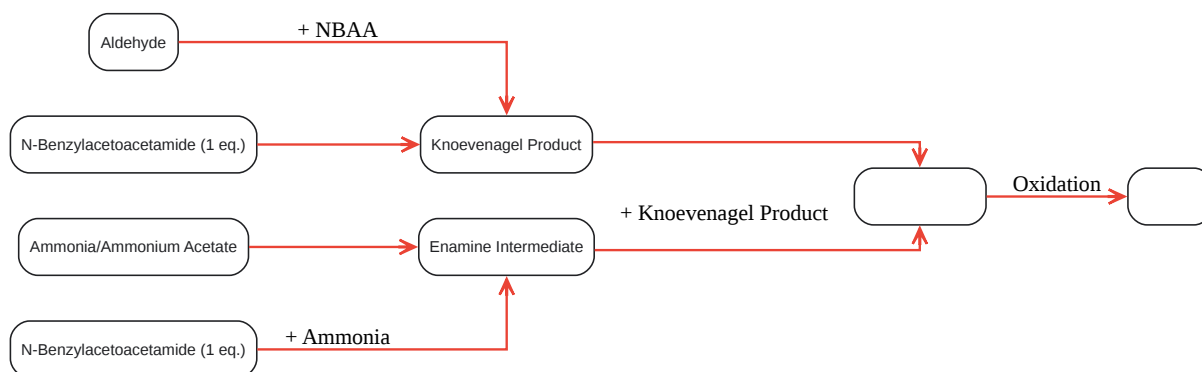 + NBAA
Aldehyde
N-Benzylacetoacetamide (1 eq.)
Knoevenagel Product
Oxidation
+ Knoevenagel Product
Ammonia/Ammonium Acetate
Enamine Intermediate
+ Ammonia
N-Benzylacetoacetamide (1 eq.)